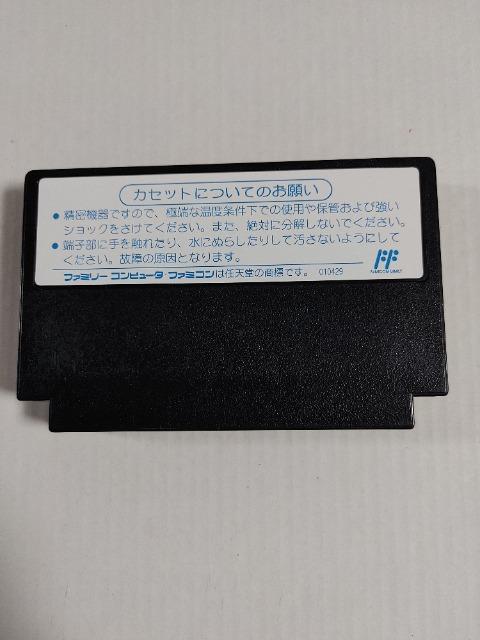 カセットについてのお願い
●精密機器ですので、極端な温度条件下での使用や保管および強い
ショックをさけてください。また、絶対に分解しないでください。
●端子部に手を触れたり、水にぬらしたりして汚さないようにして
ください。故障の原因となります。
ファミリーコンピュータ・ファミコンは任天堂の商標です。 010429
FF
FAMICOM FAMILY